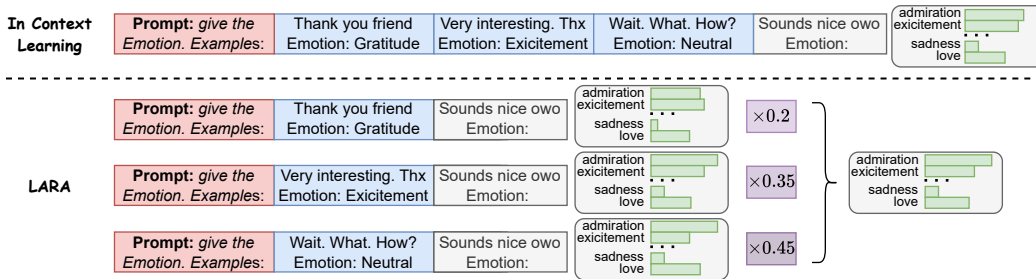 In Context
Learning
Prompt: give the
Emotion. Examples:
Thank you friend
Emotion: Gratitude
Very interesting. Thx
Emotion: Exicitement
Wait. What. How?
Emotion: Neutral
Sounds nice owo
Emotion:
admiration
exicitement
...
sadness
love
LARA
Prompt: give the
Emotion. Examples:
Thank you friend
Emotion: Gratitude
Sounds nice owo
Emotion:
admiration
exicitement
...
sadness
love
×0.2
Prompt: give the
Emotion. Examples:
Very interesting. Thx
Emotion: Exicitement
Sounds nice owo
Emotion:
admiration
exicitement
...
sadness
love
×0.35
Prompt: give the
Emotion. Examples:
Wait. What. How?
Emotion: Neutral
Sounds nice owo
Emotion:
admiration
exicitement
...
sadness
love
×0.45
admiration
exicitement
...
sadness
love